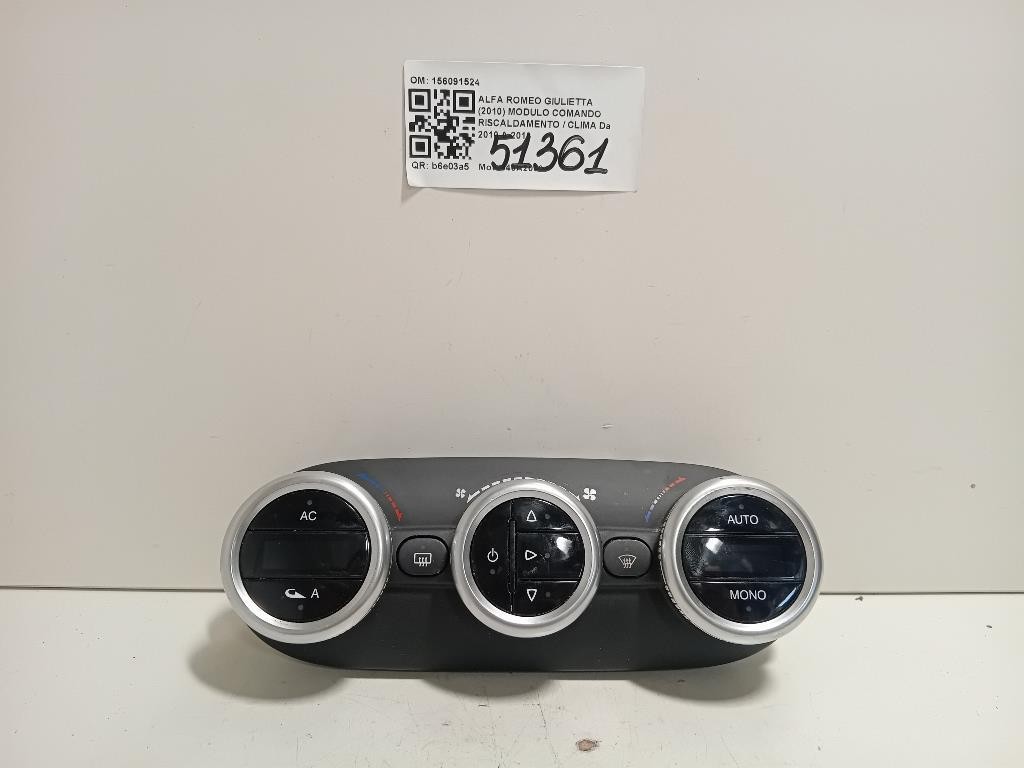 OM: 156091524
ALFA ROMEO GIULIETTA
(2010) MODULO COMANDO
RISCALDAMENTO / CLIMA Da
51361
QR: b6e03a5
AC
A
AUTO
MONO